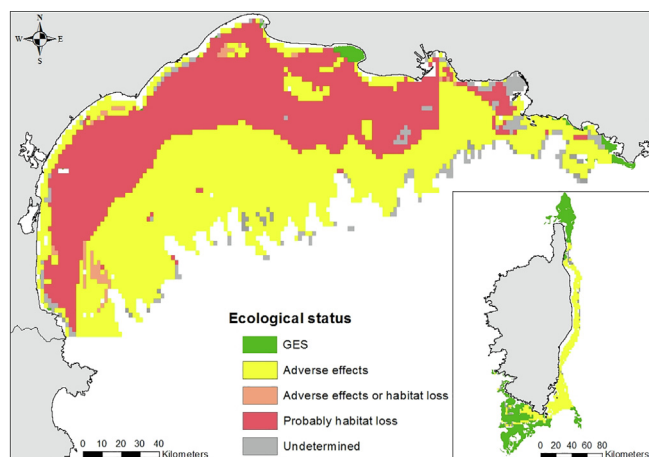 N
W E
S
Ecological status
GES
Adverse effects
Adverse effects or habitat loss
Probably habitat loss
Undetermined
0 10 20 30 40
Kilometers
0 20 40 60 80
Kilometers